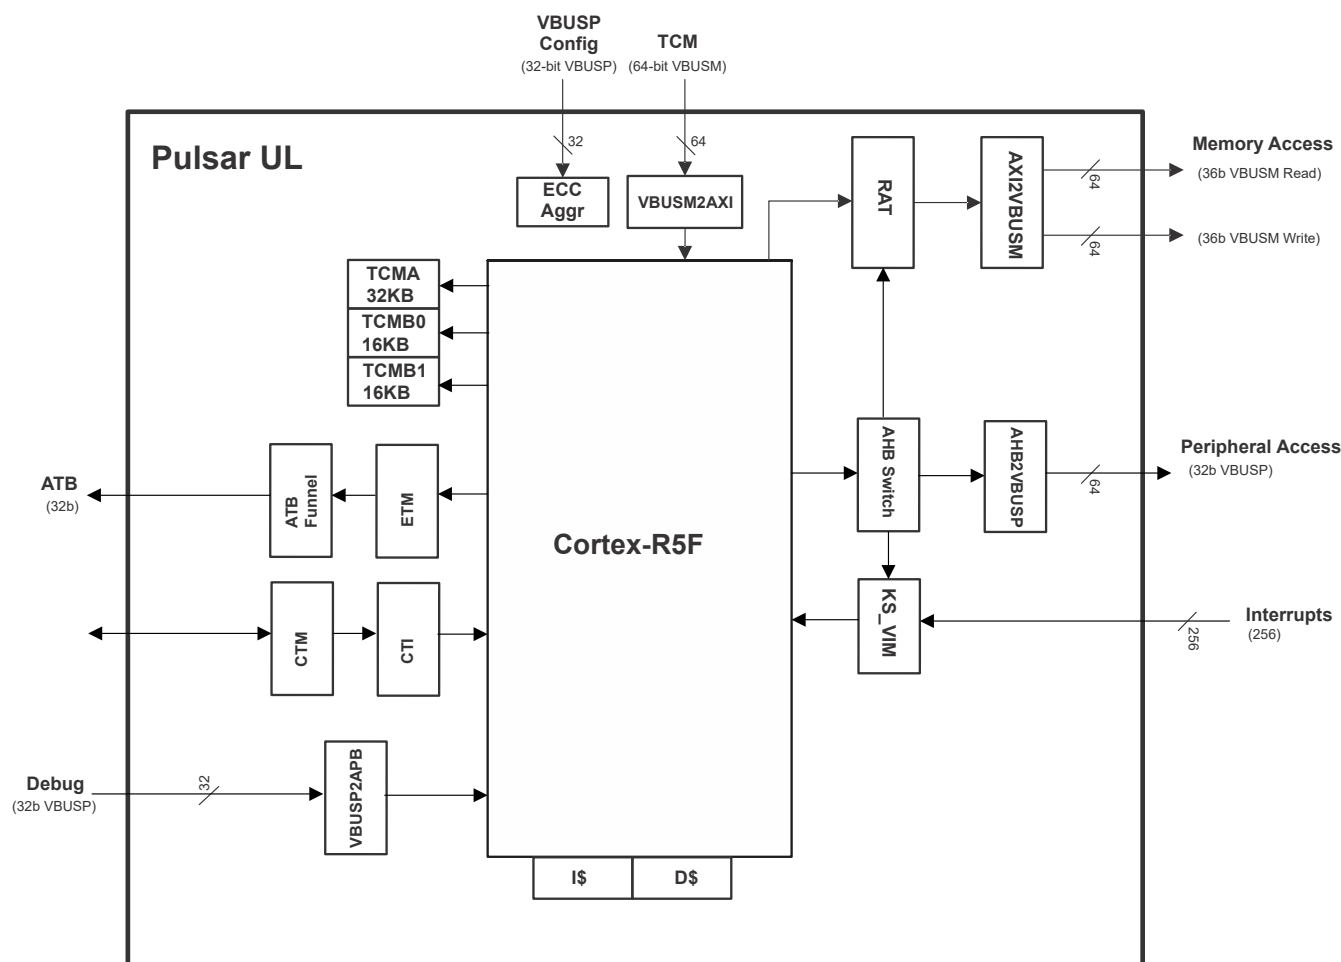 VBUSP
Config
(32-bit VBUSP)
TCM
(64-bit VBUSM)
32
64
Pulsar UL
ECC
Aggr
VBUSM2AXI
RAT
AXI2VBUSM
64
64
Memory Access
(36b VBUSM Read)
(36b VBUSM Write)
TCMA
32KB
TCMB0
16KB
TCMB1
16KB
ATB
(32b)
ATB
Funnel
ETM
Cortex-R5F
AHB Switch
AHB2VBUSP
64
Peripheral Access
(32b VBUSP)
CTM
CTI
KS_VIM
256
Interrupts
(256)
Debug
(32b VBUSP)
32
VBUSP2APB
I$
D$